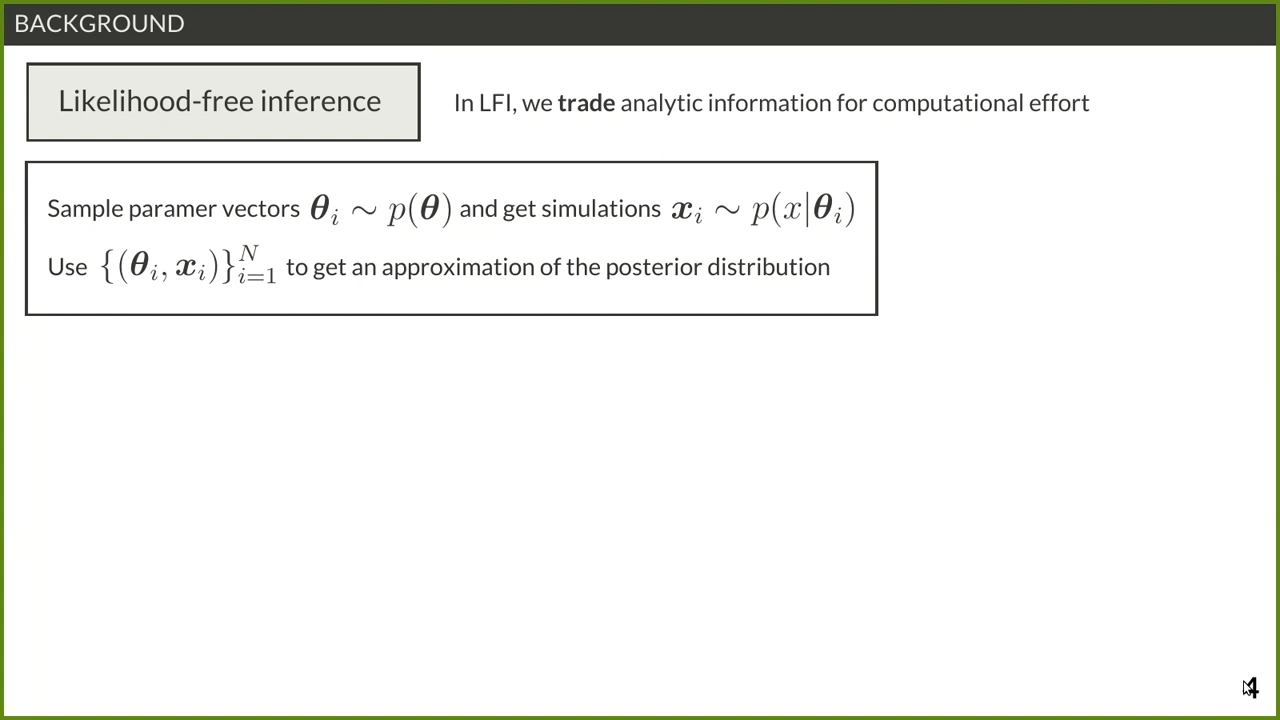 BACKGROUND
Likelihood-free inference
In LFI, we trade analytic information for computational effort
Sample paramer vectors θ_i ∼ p(θ) and get simulations x_i ∼ p(x|θ_i)
Use {(θ_i, x_i)}_{i=1}^N to get an approximation of the posterior distribution
4